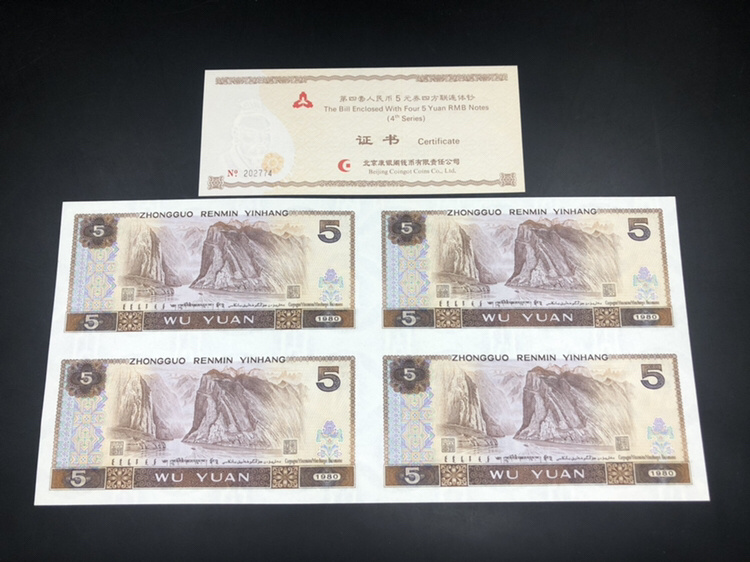 第四套人民币5元券四方联连体钞
The Bill Enclosed With Four 5 Yuan RMB Notes
(4th Series)
证书 Certificate
北京康银阁钱币有限责任公司
Beijing Coingot Coins Co., Ltd.
No 202774
ZHONGGUO RENMIN YINHANG
5 5
5 WU YUAN 1980
ZHONGGUO RENMIN YINHANG
5 5
5 WU YUAN 1980
ZHONGGUO RENMIN YINHANG
5 5
5 WU YUAN 1980
ZHONGGUO RENMIN YINHANG
5 5
5 WU YUAN 1980